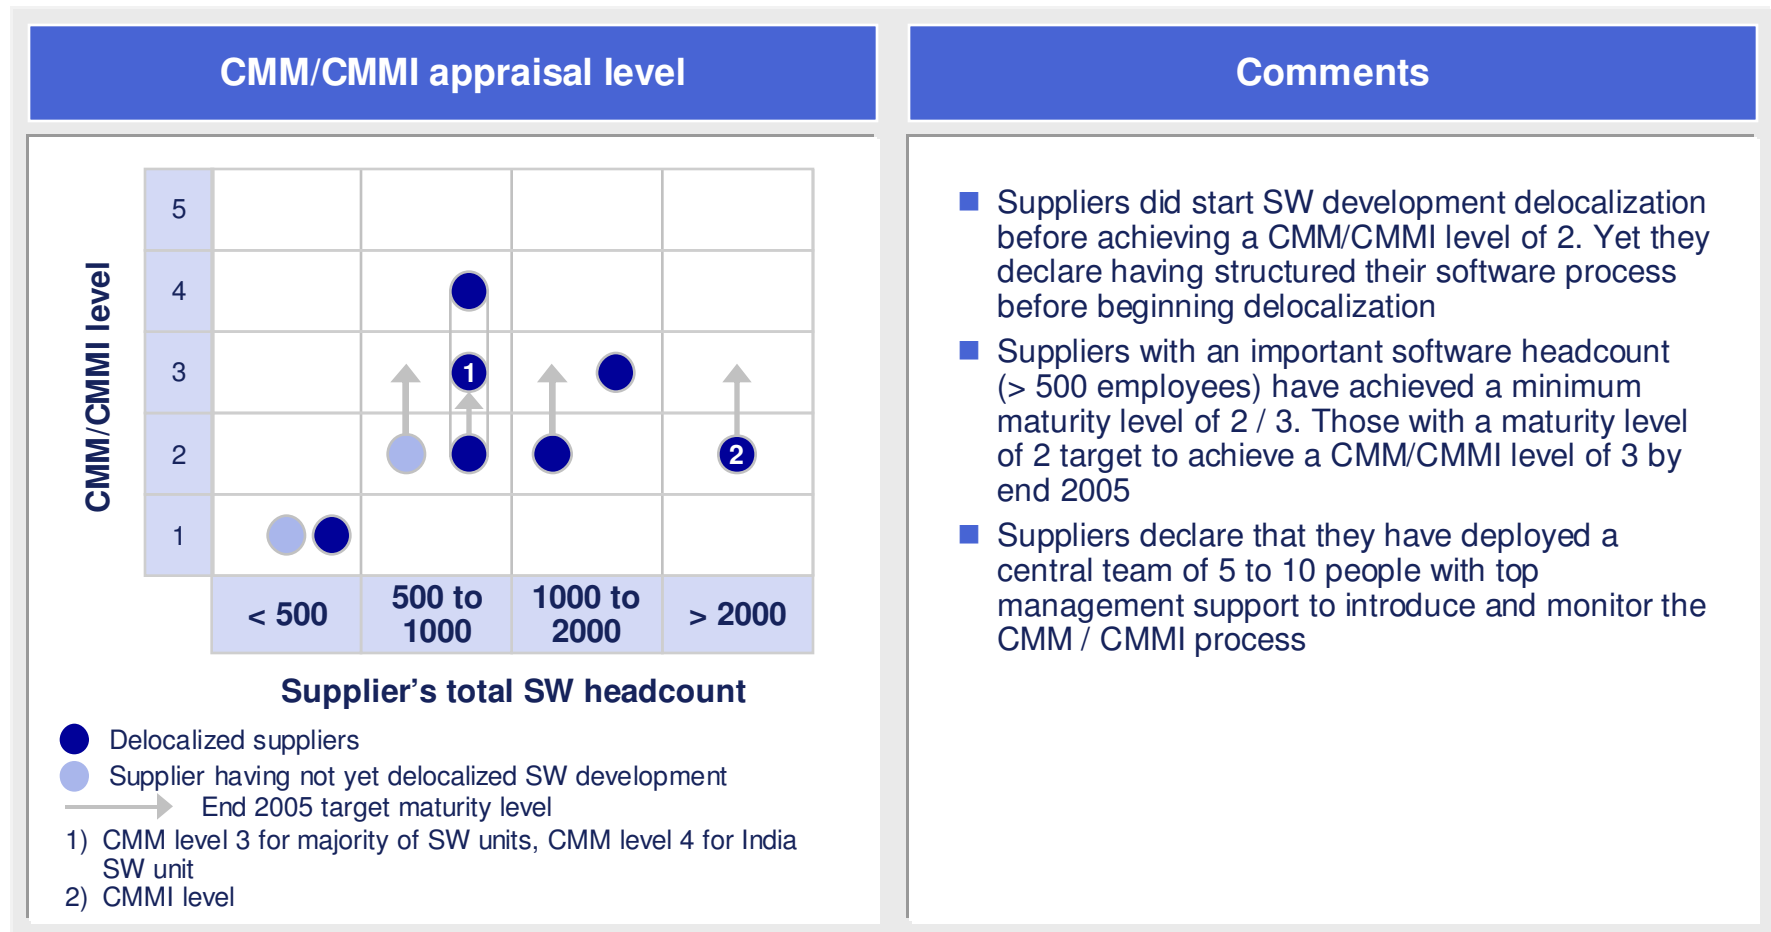 CMM/CMMI appraisal level
CMM/CMMI level
5
4
3
2
1
1
2
< 500
500 to
1000
1000 to
2000
> 2000
Supplier’s total SW headcount
Delocalized suppliers
Supplier having not yet delocalized SW development
End 2005 target maturity level
1) CMM level 3 for majority of SW units, CMM level 4 for India
SW unit
2) CMMI level
Comments
Suppliers did start SW development delocalization
before achieving a CMM/CMMI level of 2. Yet they
declare having structured their software process
before beginning delocalization
Suppliers with an important software headcount
(> 500 employees) have achieved a minimum
maturity level of 2 / 3. Those with a maturity level
of 2 target to achieve a CMM/CMMI level of 3 by
end 2005
Suppliers declare that they have deployed a
central team of 5 to 10 people with top
management support to introduce and monitor the
CMM / CMMI process